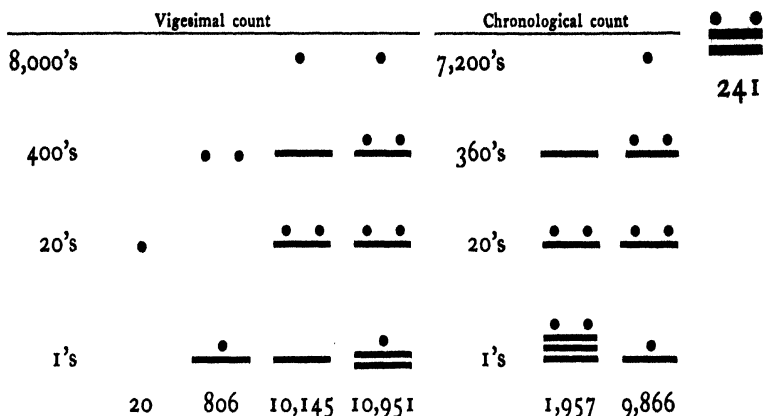 Vigesimal count Chronological count
241
8,000's 7,200's
400's 360's
20's 20's
1's 1's
20 806 10,145 10,951 1,957 9,866